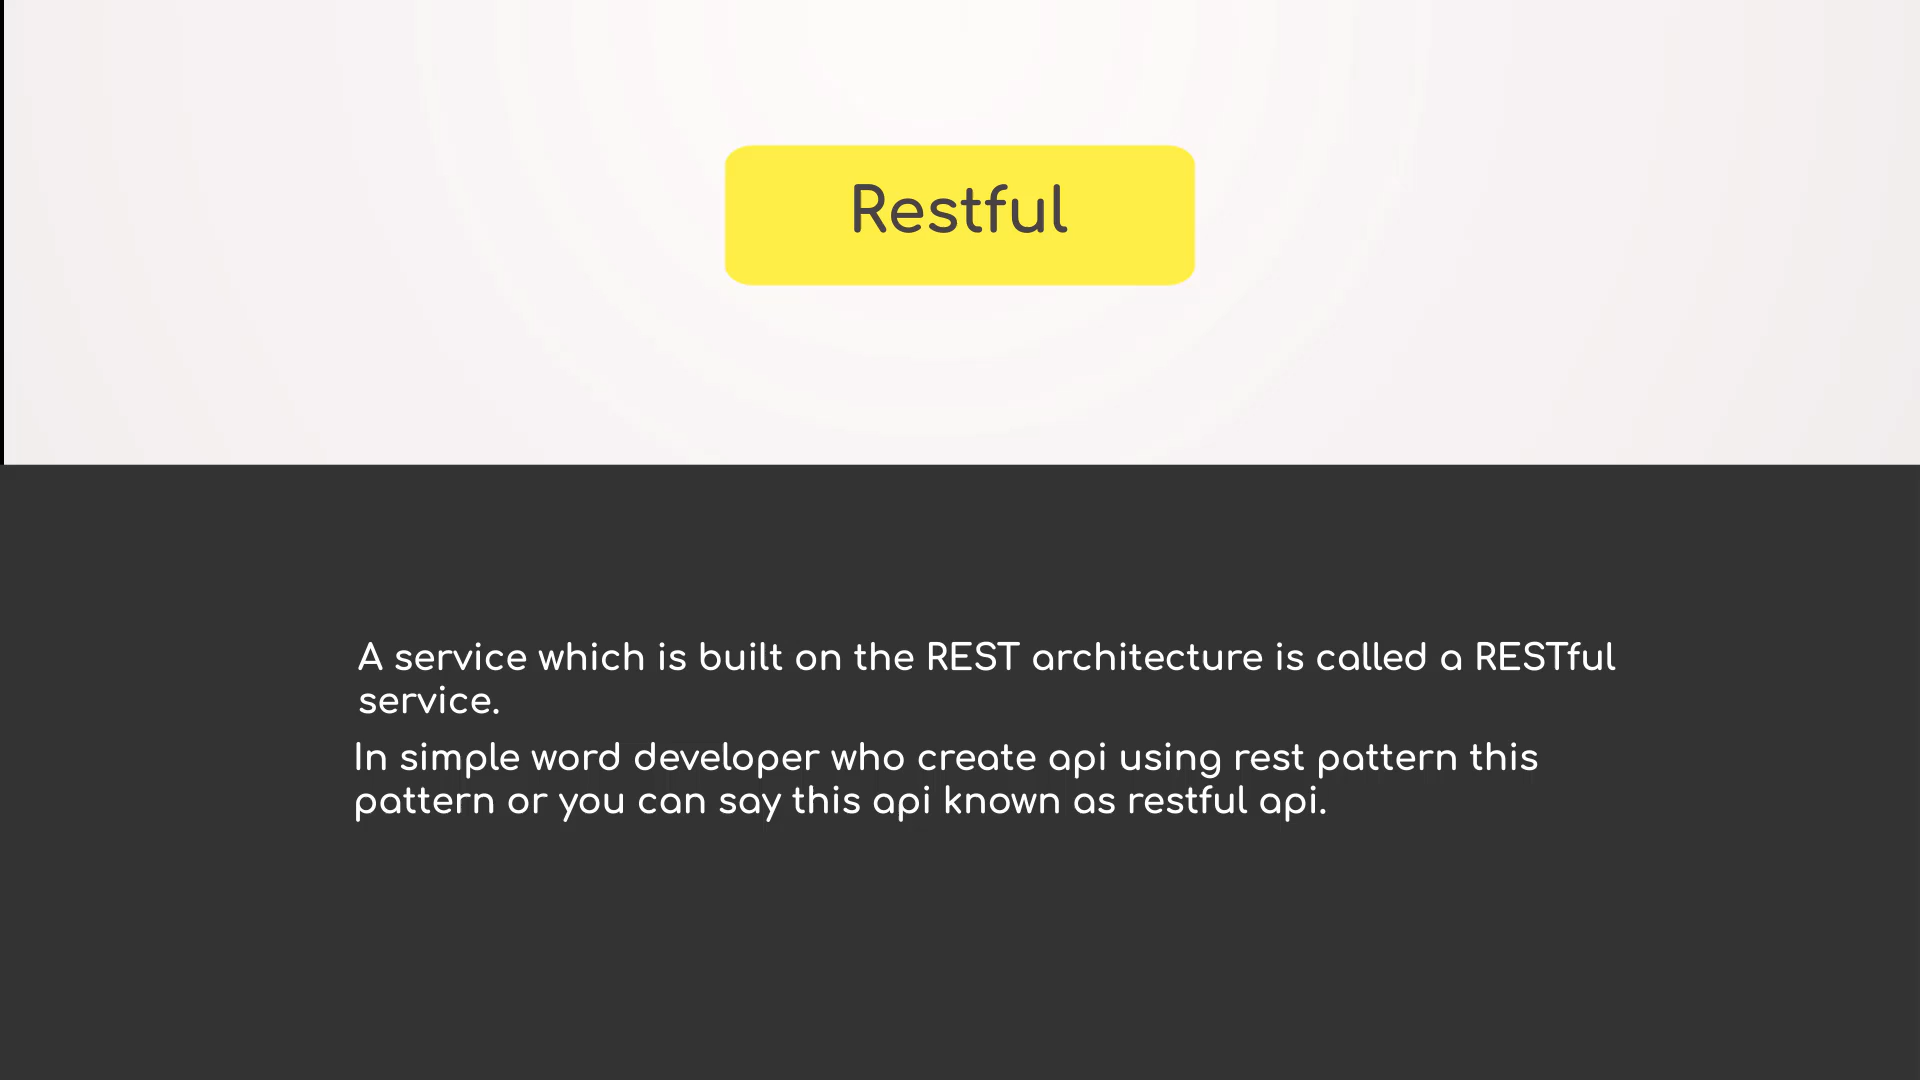 Restful
A service which is built on the REST architecture is called a RESTful
service.
In simple word developer who create api using rest pattern this
pattern or you can say this api known as restful api.